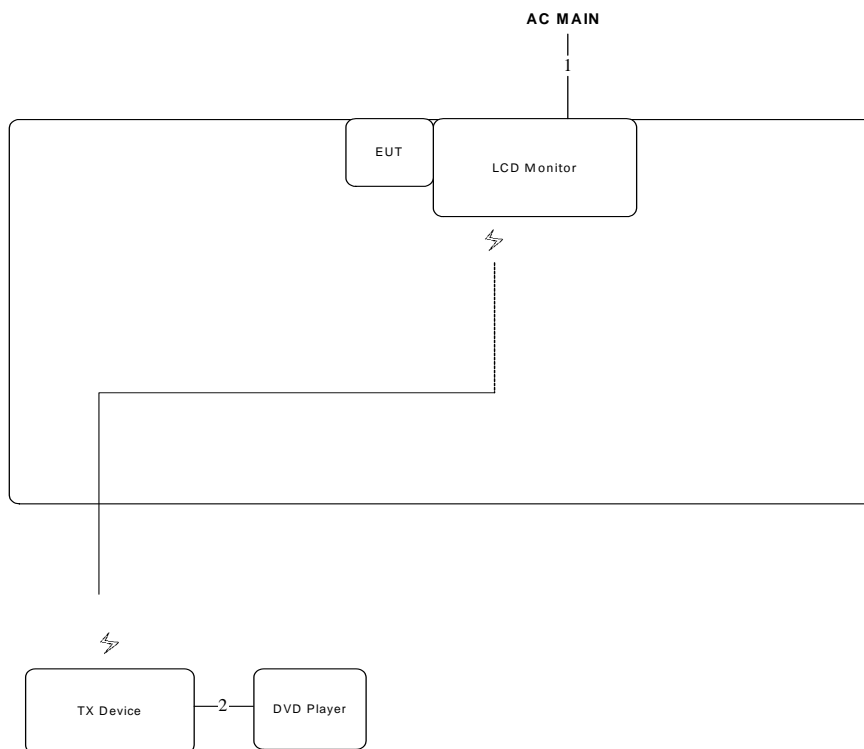 AC MAIN
1
EUT
LCD Monitor
TX Device
2
DVD Player